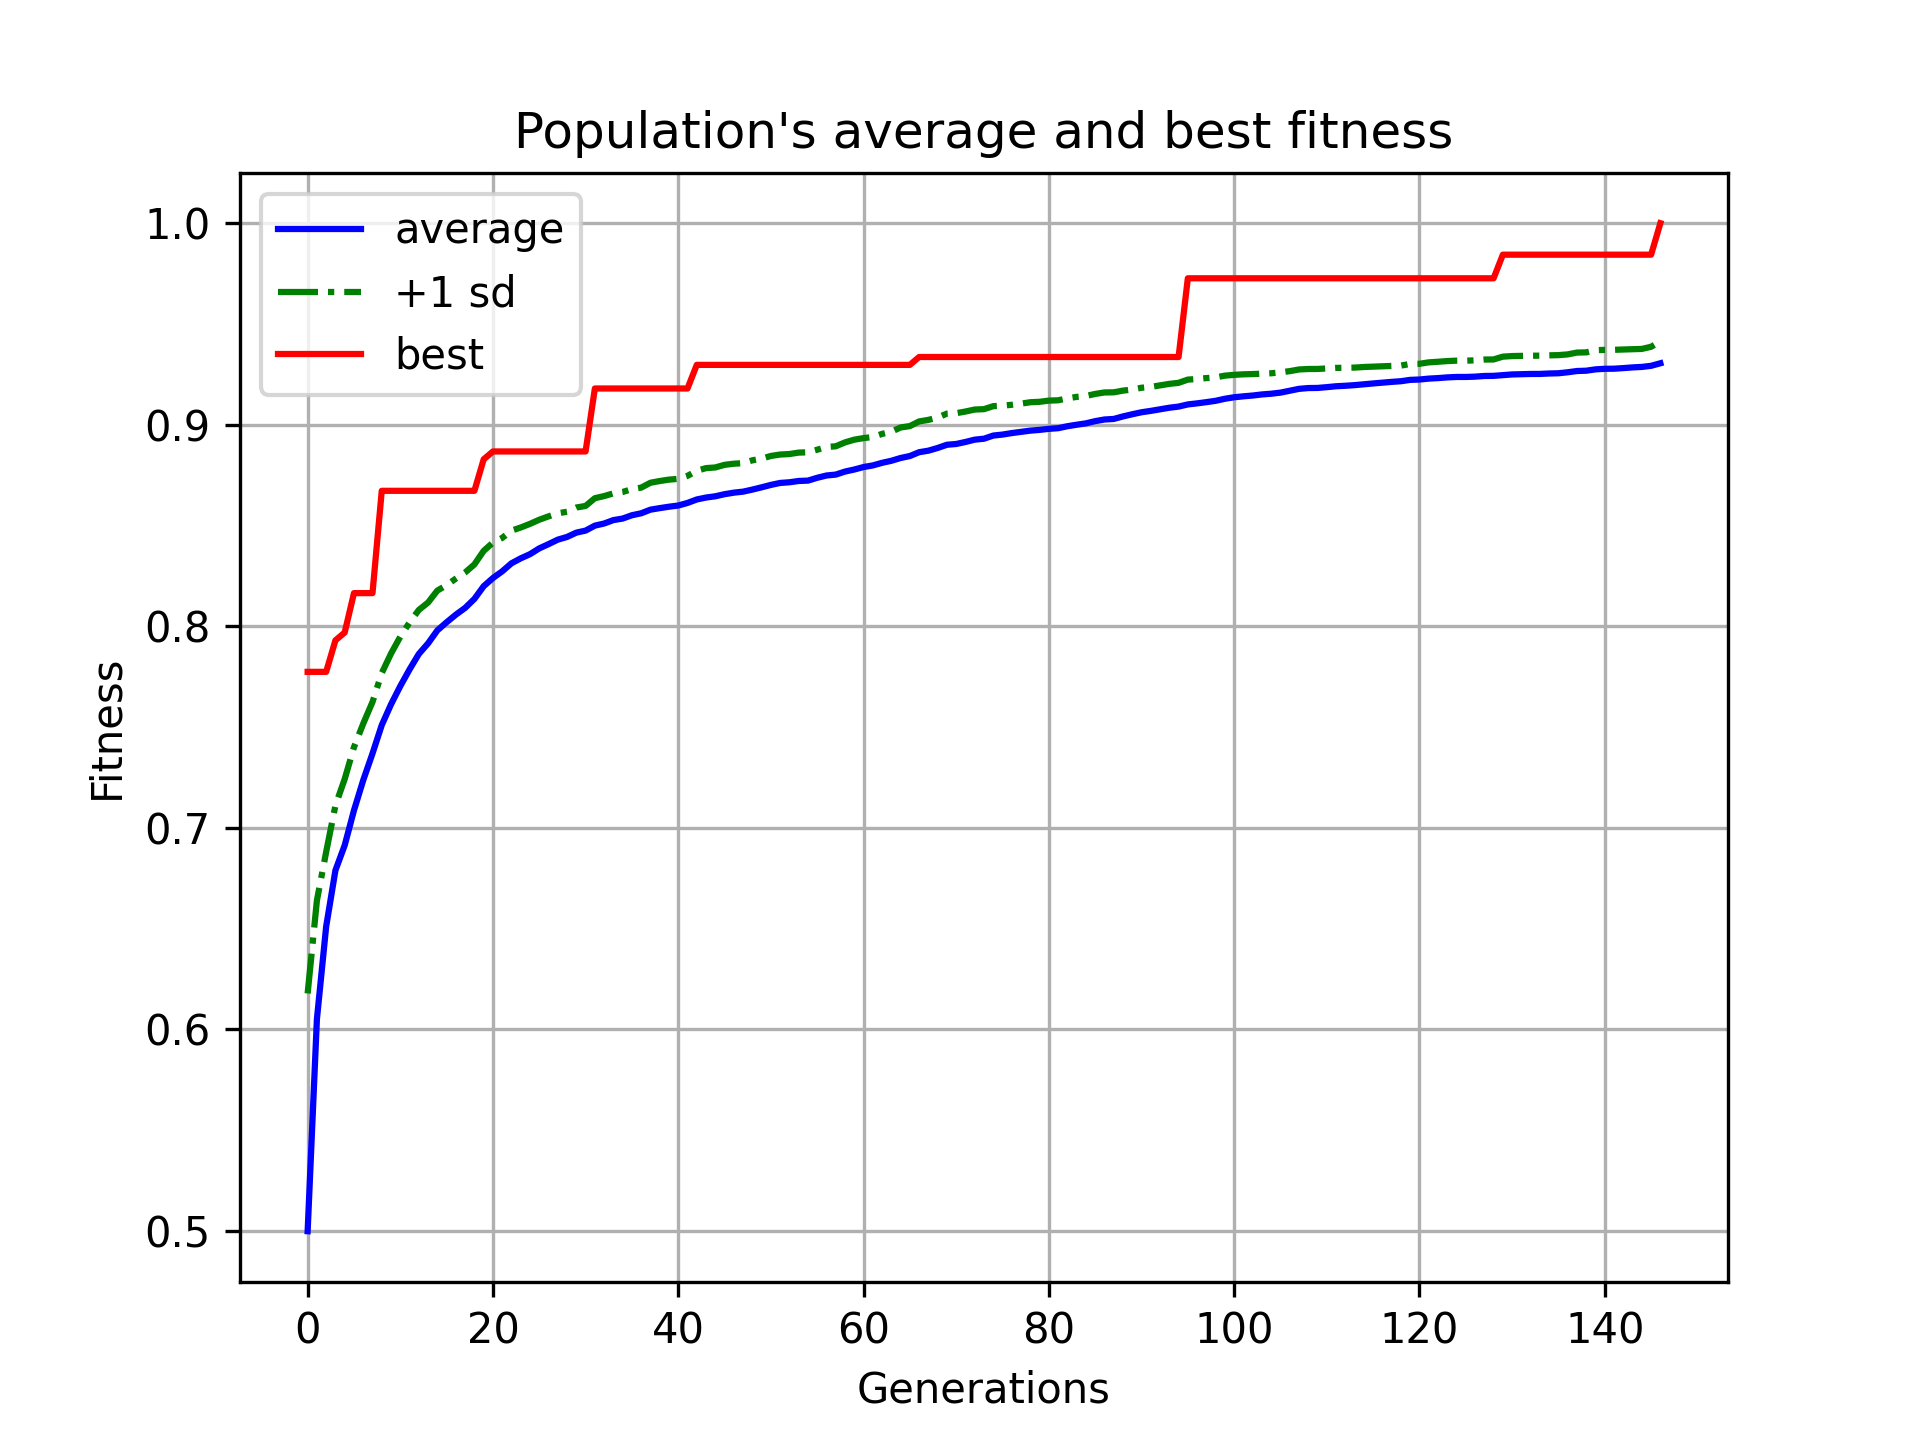 Population's average and best fitness
average
+1 sd
best
1.0
0.9
0.8
0.7
0.6
0.5
Fitness
0 20 40 60 80 100 120 140
Generations